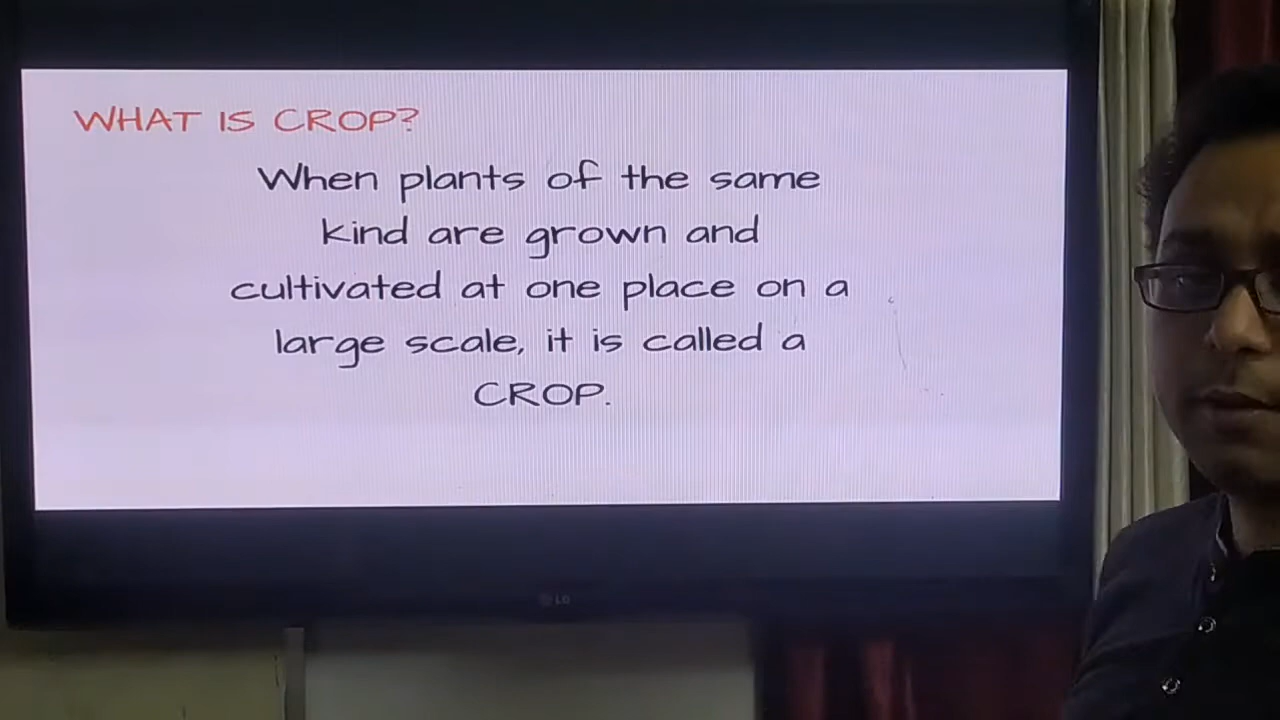 WHAT IS CROP?
When plants of the same
kind are grown and
cultivated at one place on a
large scale, it is called a
CROP.
LG